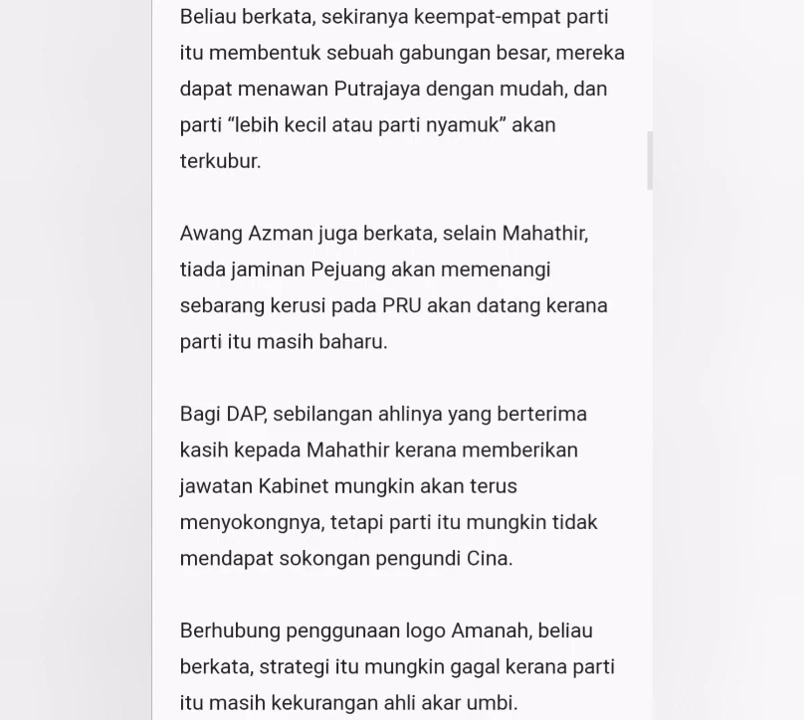 Beliau berkata, sekiranya keempat-empat parti
itu membentuk sebuah gabungan besar, mereka
dapat menawan Putrajaya dengan mudah, dan
parti “lebih kecil atau parti nyamuk” akan
terkubur.
Awang Azman juga berkata, selain Mahathir,
tiada jaminan Pejuang akan memenangi
sebarang kerusi pada PRU akan datang kerana
parti itu masih baharu.
Bagi DAP, sebilangan ahlinya yang berterima
kasih kepada Mahathir kerana memberikan
jawatan Kabinet mungkin akan terus
menyokongnya, tetapi parti itu mungkin tidak
mendapat sokongan pengundi Cina.
Berhubung penggunaan logo Amanah, beliau
berkata, strategi itu mungkin gagal kerana parti
itu masih kekurangan ahli akar umbi.